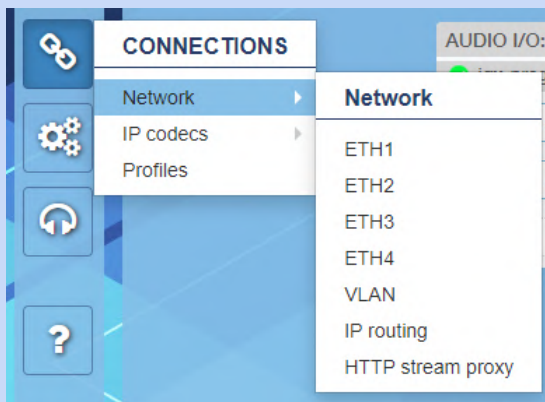 CONNECTIONS
Network
IP codecs
Profiles
AUDIO I/O:
Network
ETH1
ETH2
ETH3
ETH4
VLAN
IP routing
HTTP stream proxy
?